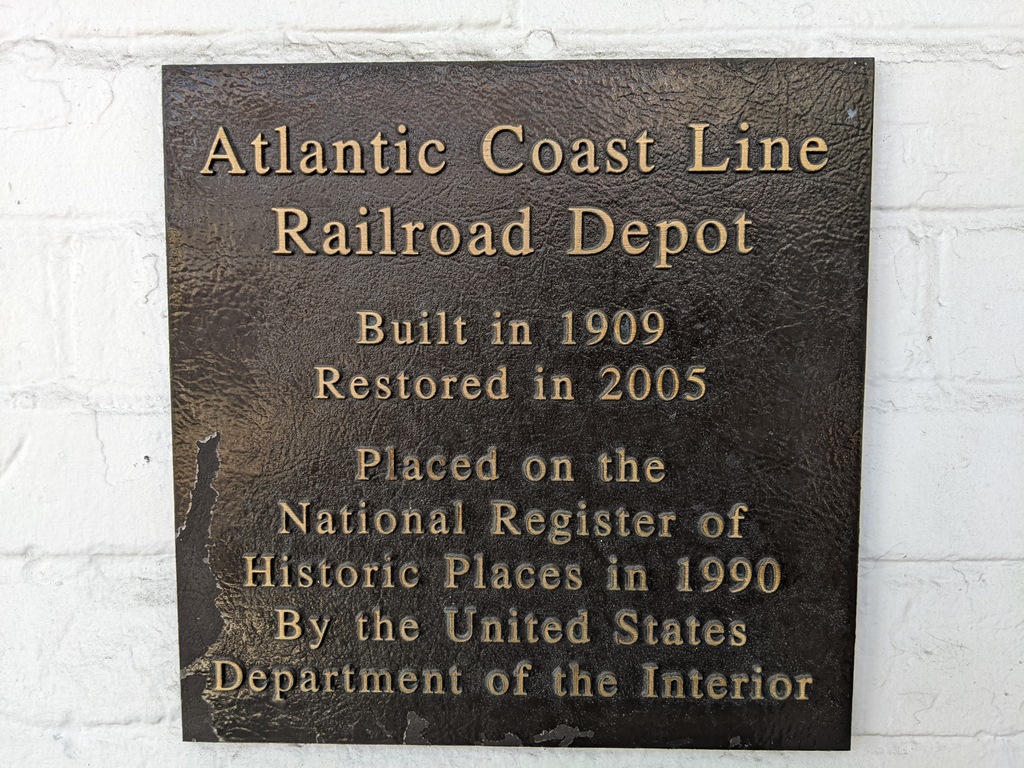 Atlantic Coast Line
Railroad Depot
Built in 1909
Restored in 2005
Placed on the
National Register of
Historic Places in 1990
By the United States
Department of the Interior